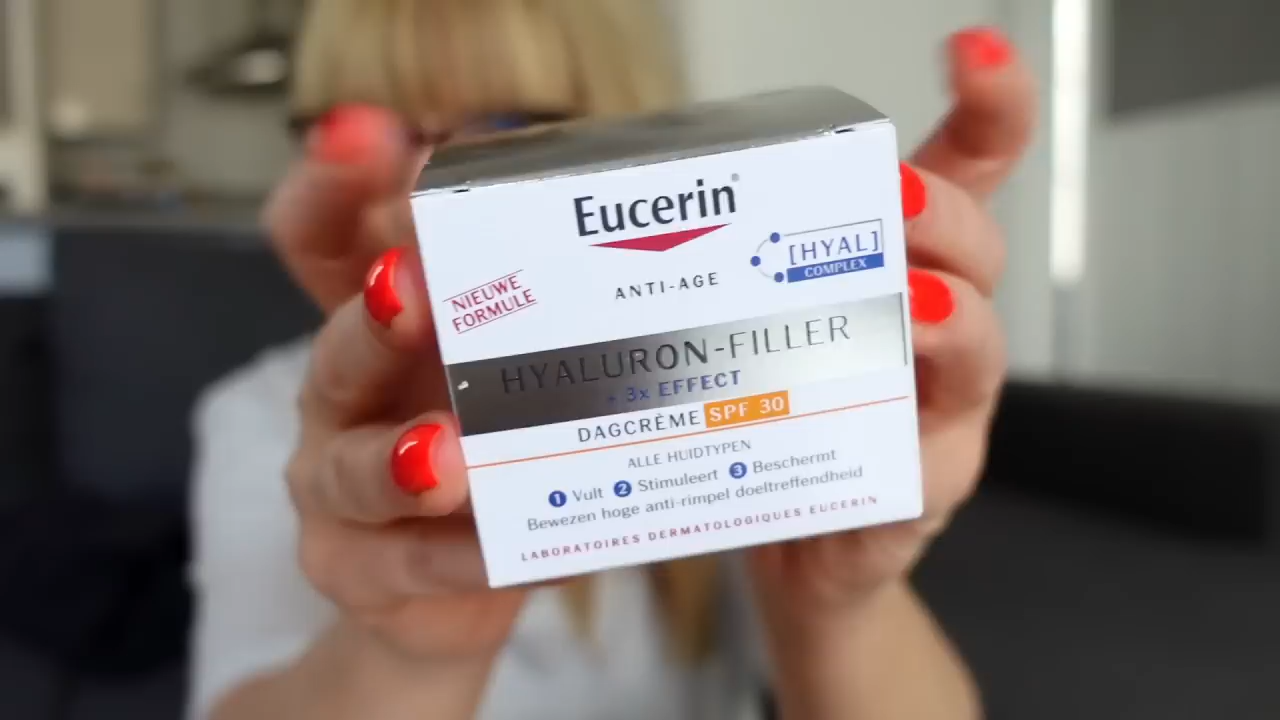 Eucerin®
[HYAL]
COMPLEX
ANTI-AGE
NIEUWE
FORMULE
HYALURON-FILLER
+ 3x EFFECT
DAGCRÈME SPF 30
ALLE HUIDTYPEN
1 Vult 2 Stimuleert 3 Beschermt
Bewezen hoge anti-rimpel doeltreffendheid
LABORATOIRES DERMATOLOGIQUES EUCERIN